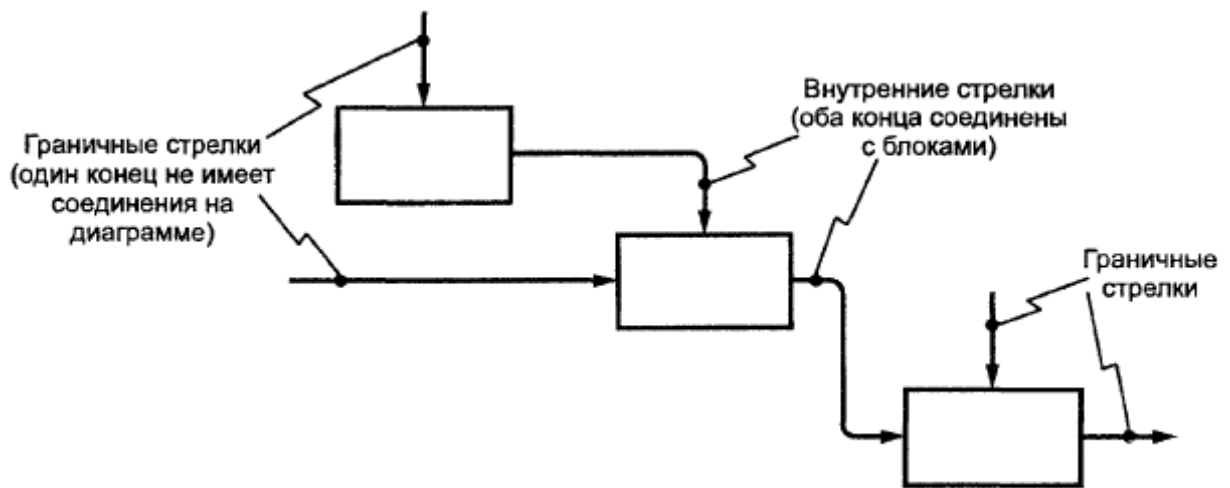 Граничные стрелки
(один конец не имеет
соединения на
диаграмме)
Внутренние стрелки
(оба конца соединены
с блоками)
Граничные
стрелки